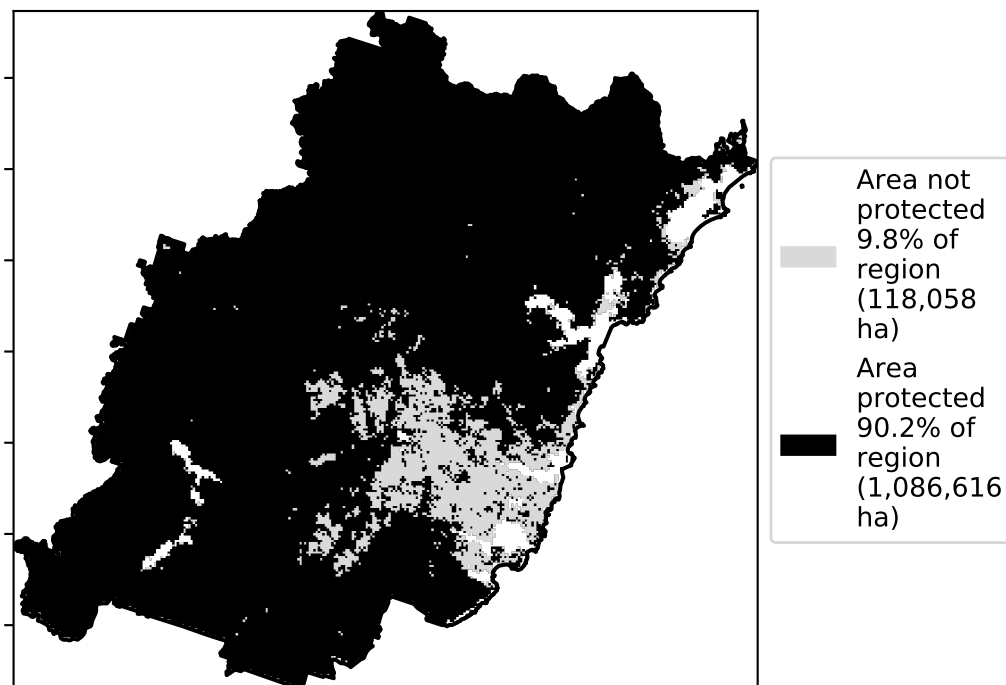 Area not
protected
9.8% of
region
(118,058
ha)
Area
protected
90.2% of
region
(1,086,616
ha)